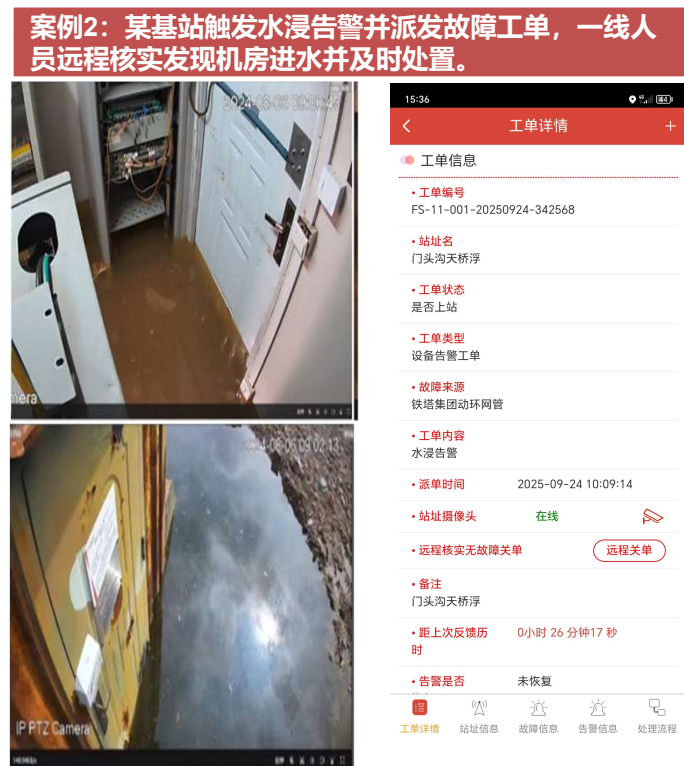 案例2：某基站触发水浸告警并派发故障工单，一线人
员远程核实发现机房进水并及时处置。
mera
2024-08-06 09:02:13
IP PTZ Camera
15:36
工单详情
工单信息
• 工单编号
FS-11-001-20250924-342568
• 站址名
门头沟天桥浮
• 工单状态
是否上站
• 工单类型
设备告警工单
• 故障来源
铁塔集团动环网管
• 工单内容
水浸告警
• 派单时间 2025-09-24 10:09:14
• 站址摄像头 在线
• 远程核实无故障关单 远程关单
• 备注
门头沟天桥浮
• 距上次反馈历时 0小时 26 分钟17 秒
• 告警是否 未恢复
工单详情 站址信息 故障信息 告警信息 处理流程